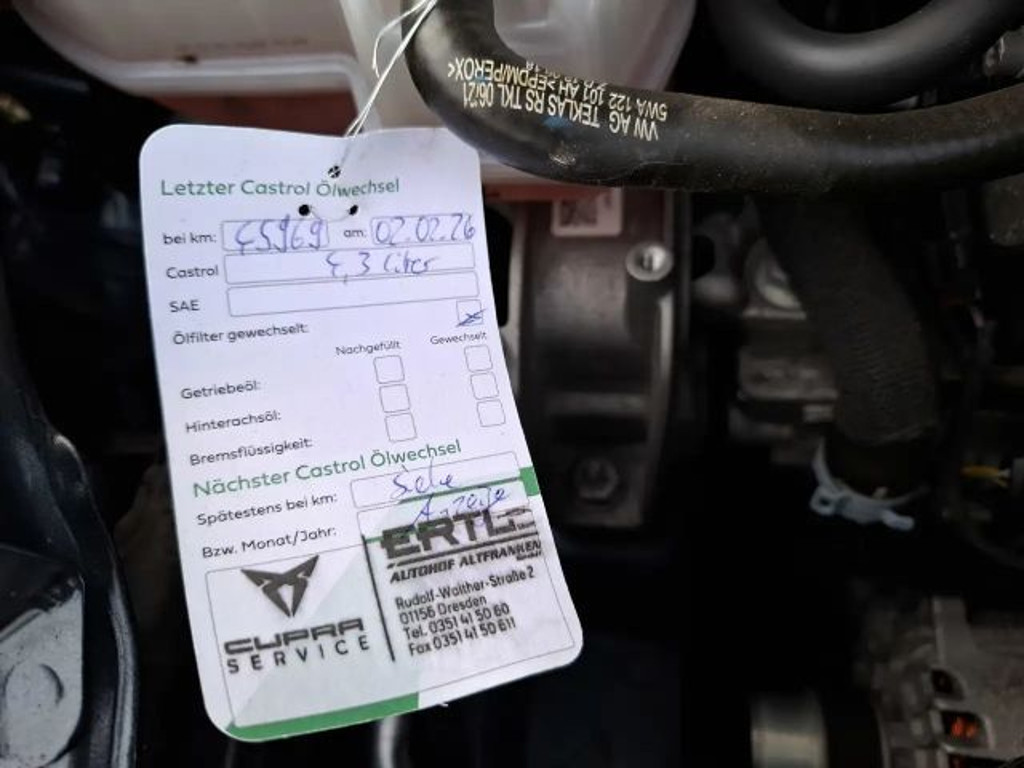 VW AG TEKLAS RS TKL 06/21
5WA 122 101 AH >EPDM/PEROX<
Letzter Castrol Ölwechsel
bei km: 45969 am: 02.02.26
Castrol 4,3 Liter
SAE
Ölfilter gewechselt:
Nachgefüllt Gewechselt
Getriebeöl:
Hinterachsöl:
Bremsflüssigkeit:
Nächster Castrol Ölwechsel
Spätestens bei km: Siehe
Bzw. Monat/Jahr: Anzeige
CUPRA
SERVICE
ERTL
AUTOHOF ALTFRANKEN
GmbH
Rudolf-Walther-Straße 2
01156 Dresden
Tel. 0351 41 50 60
Fax 0351 41 50 611